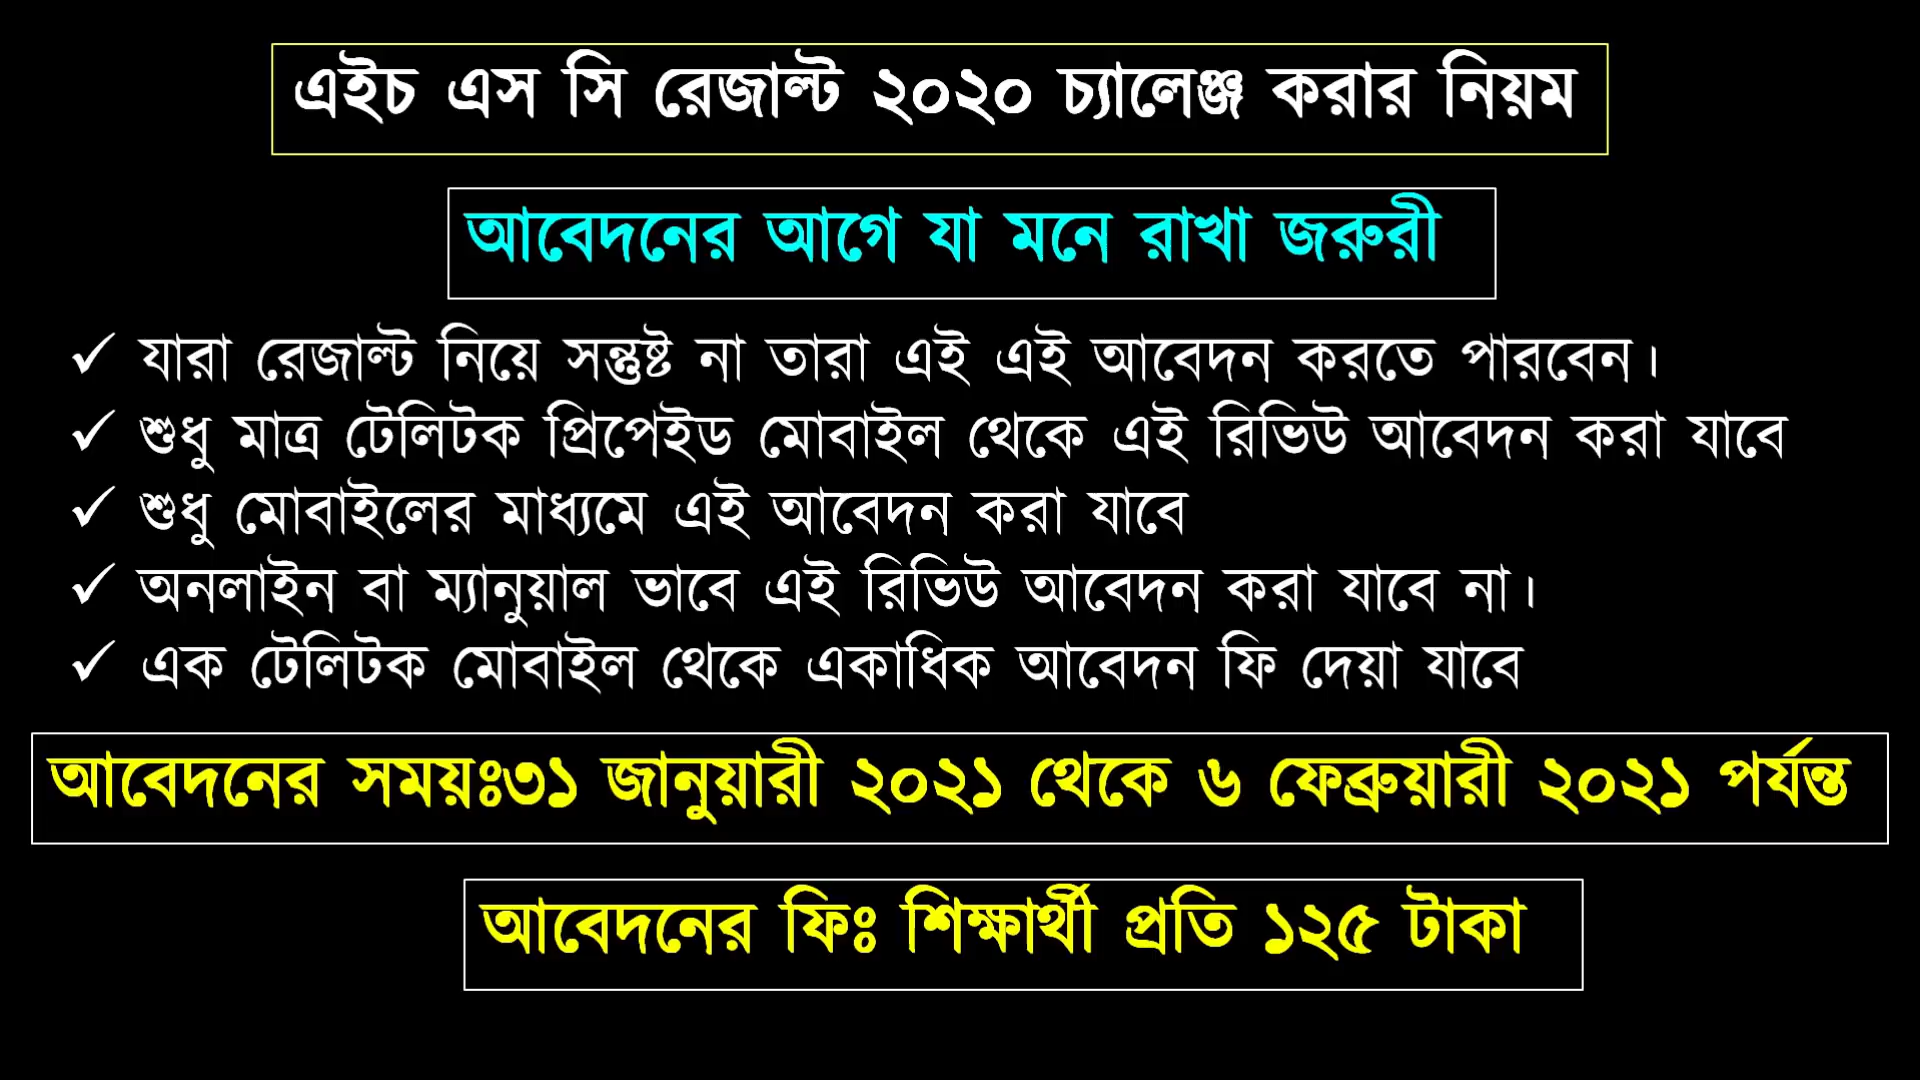 এইচ এস সি রেজাল্ট ২০২০ চ্যালেঞ্জ করার নিয়ম
আবেদনের আগে যা মনে রাখা জরুরী
✓ যারা রেজাল্ট নিয়ে সন্তুষ্ট না তারা এই এই আবেদন করতে পারবেন।
✓ শুধু মাত্র টেলিটক প্রিপেইড মোবাইল থেকে এই রিভিউ আবেদন করা যাবে
✓ শুধু মোবাইলের মাধ্যমে এই আবেদন করা যাবে
✓ অনলাইন বা ম্যানুয়াল ভাবে এই রিভিউ আবেদন করা যাবে না।
✓ এক টেলিটক মোবাইল থেকে একাধিক আবেদন ফি দেয়া যাবে
আবেদনের সময়ঃ৩১ জানুয়ারী ২০২১ থেকে ৬ ফেব্রুয়ারী ২০২১ পর্যন্ত
আবেদনের ফিঃ শিক্ষার্থী প্রতি ১২৫ টাকা